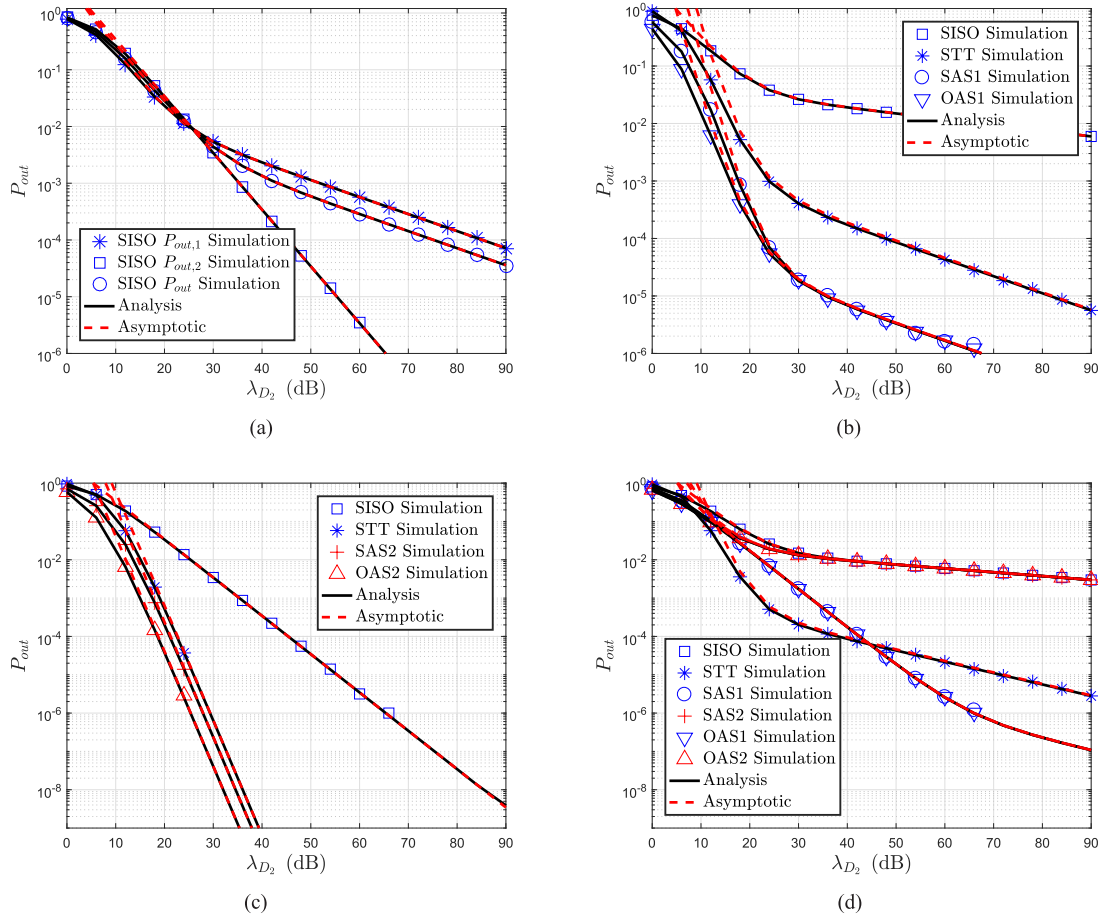 10^0
10^-1
10^-2
10^-3
10^-4
10^-5
10^-6
P_out
SISO P_out,1 Simulation
SISO P_out,2 Simulation
SISO P_out Simulation
Analysis
Asymptotic
0 10 20 30 40 50 60 70 80 90
λ_D2 (dB)
(a)
10^0
10^-1
10^-2
10^-3
10^-4
10^-5
10^-6
P_out
SISO Simulation
STT Simulation
SAS1 Simulation
OAS1 Simulation
Analysis
Asymptotic
0 10 20 30 40 50 60 70 80 90
λ_D2 (dB)
(b)
10^0
10^-2
10^-4
10^-6
10^-8
P_out
SISO Simulation
STT Simulation
SAS2 Simulation
OAS2 Simulation
Analysis
Asymptotic
0 10 20 30 40 50 60 70 80 90
λ_D2 (dB)
(c)
10^0
10^-2
10^-4
10^-6
10^-8
P_out
SISO Simulation
STT Simulation
SAS1 Simulation
SAS2 Simulation
OAS1 Simulation
OAS2 Simulation
Analysis
Asymptotic
0 10 20 30 40 50 60 70 80 90
λ_D2 (dB)
(d)